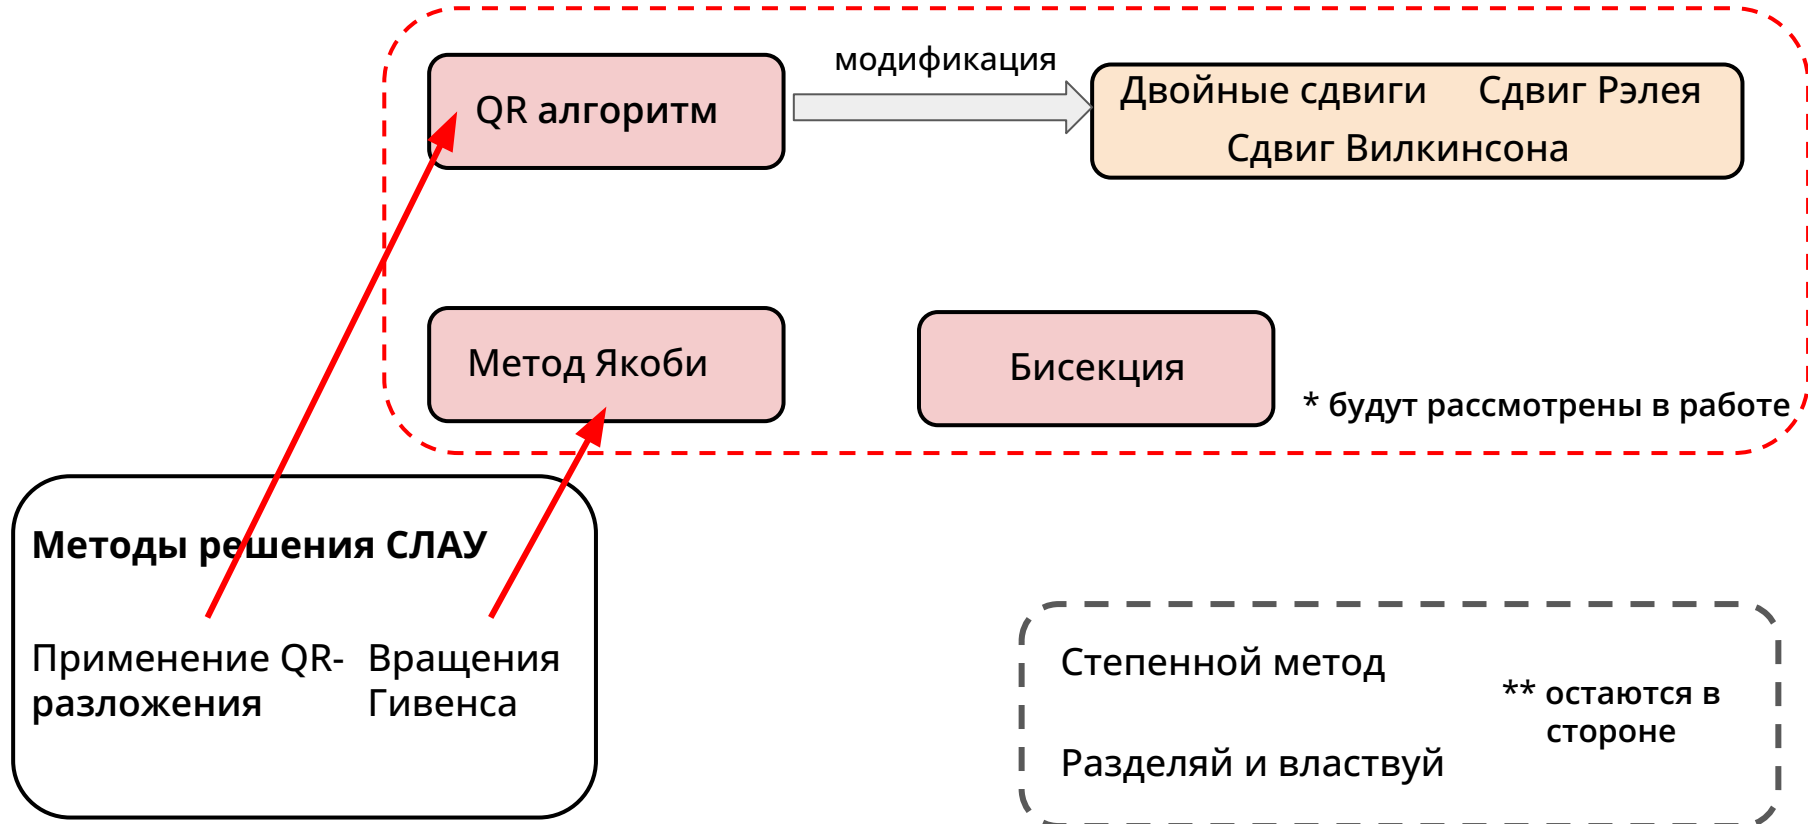 модификация
QR алгоритм
Двойные сдвиги Сдвиг Рэлея
Сдвиг Вилкинсона
Метод Якоби
Бисекция
* будут рассмотрены в работе
Методы решения СЛАУ
Применение QR-
разложения
Вращения
Гивенса
Степенной метод
Разделяй и властвуй
** остаются в
стороне